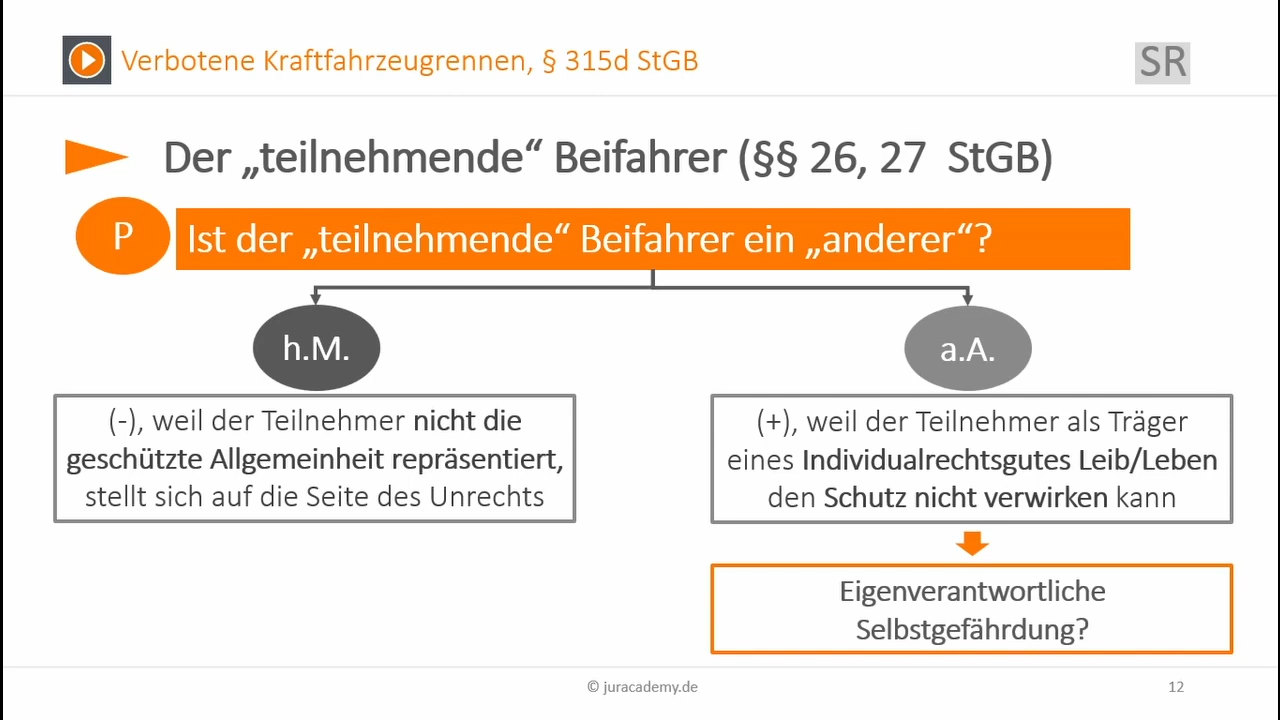 Verbotene Kraftfahrzeugrennen, § 315d StGB
SR
Der „teilnehmende“ Beifahrer (§§ 26, 27 StGB)
P
Ist der „teilnehmende“ Beifahrer ein „anderer“?
h.M.
(-), weil der Teilnehmer nicht die
geschützte Allgemeinheit repräsentiert,
stellt sich auf die Seite des Unrechts
a.A.
(+), weil der Teilnehmer als Träger
eines Individualrechtsgutes Leib/Leben
den Schutz nicht verwirken kann
Eigenverantwortliche
Selbstgefährdung?
© juracademy.de
12